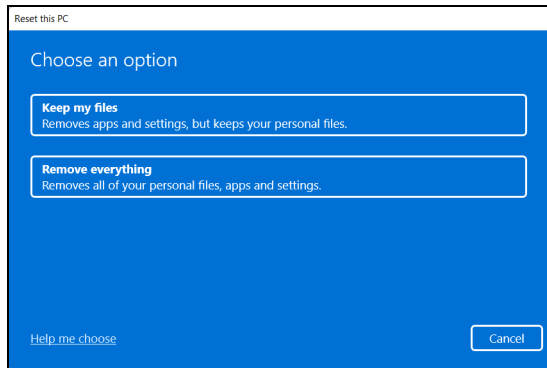 Reset this PC
Choose an option
Keep my files
Removes apps and settings, but keeps your personal files.
Remove everything
Removes all of your personal files, apps and settings.
Help me choose
Cancel